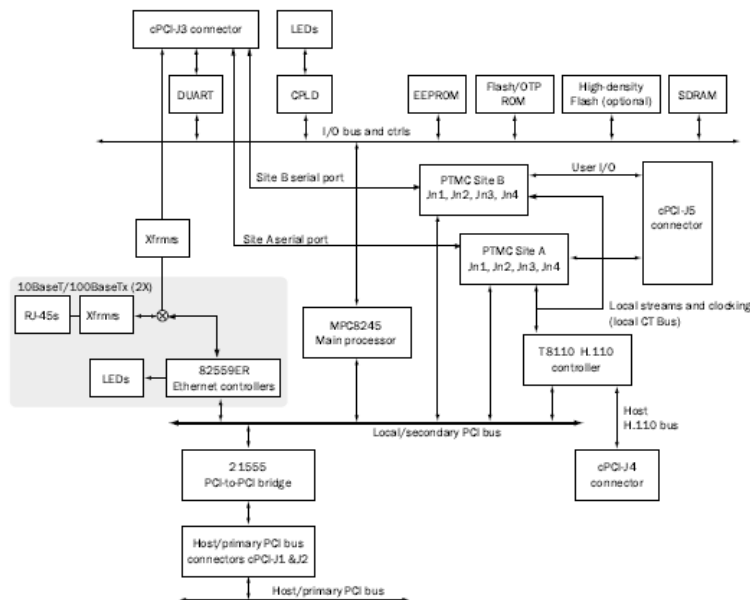 cPCI-J3 connector
LEDs
DUART
CPLD
EEPROM
Flash/OTP
ROM
High-density
Flash (optional)
SDRAM
I/O bus and ctrls
Site B serial port
PTMC Site B
Jn1, Jn2, Jn3, Jn4
User I/O
cPCI-J5
connector
Xfrmrs
Site A serial port
PTMC Site A
Jn1, Jn2, Jn3, Jn4
10BaseT/100BaseTx (2X)
RJ-45s
Xfrmrs
MPC8245
Main processor
Local streams and clocking
(local CT Bus)
T8110 H.110
controller
LEDs
82559ER
Ethernet controllers
Host
H.110 bus
Local/secondary PCI bus
21555
PCI-to-PCI bridge
cPCI-J4
connector
Host/primary PCI bus
connectors cPCI-J1 &J2
Host/primary PCI bus